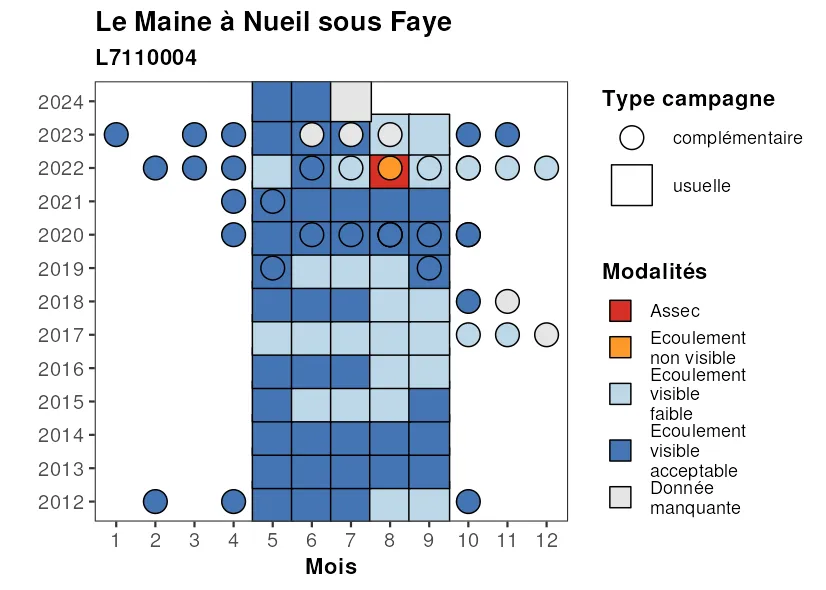 Le Maine à Nueil sous Faye
L7110004
2024
2023
2022
2021
2020
2019
2018
2017
2016
2015
2014
2013
2012
1 2 3 4 5 6 7 8 9 10 11 12
Mois
Type campagne
complémentaire
usuelle
Modalités
Assec
Ecoulement
non visible
Ecoulement
visible
faible
Ecoulement
visible
acceptable
Donnée
manquante